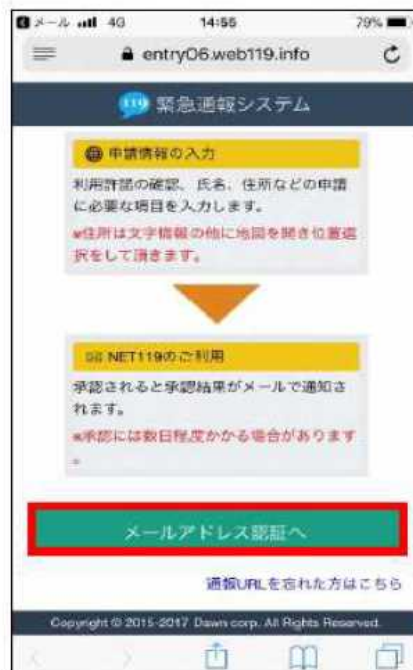 メール 4G 14:55 79%
entry06.web119.info
119 緊急通報システム
申請情報の入力
利用許諾の確認、氏名、住所などの申請
に必要な項目を入力します。
※住所は文字情報の他に地図を開き位置選
択をして頂きます。
NET119のご利用
承認されると承認結果がメールで通知さ
れます。
※承認には数日程度かかる場合があります
。
メールアドレス認証へ
通報URLを忘れた方はこちら
Copyright © 2015-2017 Dawn corp. All Rights Reserved.